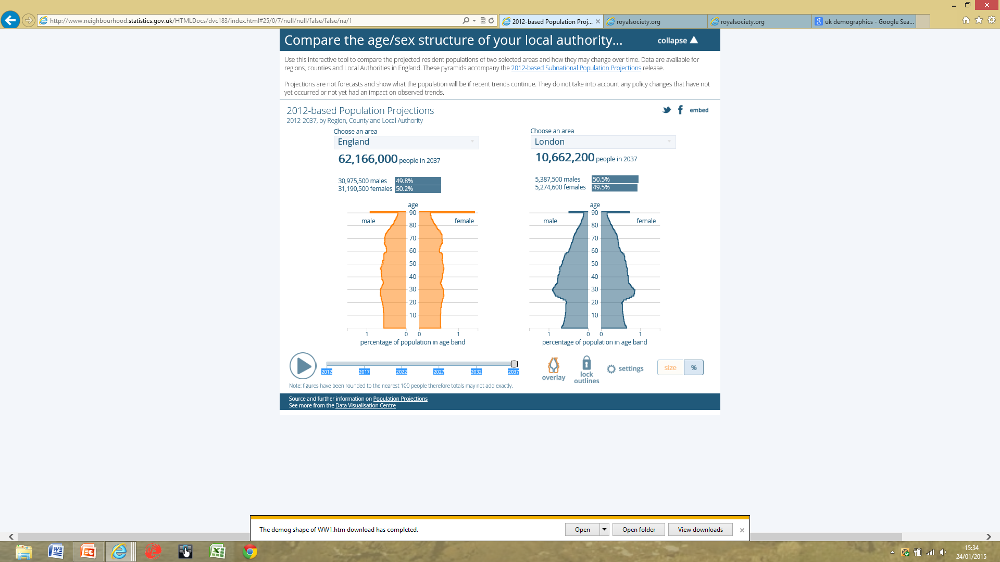 http://www.neighbourhood.statistics.gov.uk/HTMLDocs/dvc183/index.html#25/0/7/null/null/false/false/na/1
2012-based Population Proj...
royalsociety.org
royalsociety.org
uk demographics - Google Sea...
Compare the age/sex structure of your local authority...
collapse
Use this interactive tool to compare the projected resident populations of two selected areas and how they may change over time. Data are available for
regions, counties and Local Authorities in England. These pyramids accompany the 2012-based Subnational Population Projections release.
Projections are not forecasts and show what the population will be if recent trends continue. They do not take into account any policy changes that have not
yet occurred or not yet had an impact on observed trends.
2012-based Population Projections
embed
2012-2037, by Region, County and Local Authority
Choose an area
England
62,166,000 people in 2037
30,975,500 males 49.8%
31,190,500 females 50.2%
Choose an area
London
10,662,200 people in 2037
5,387,500 males 50.5%
5,274,600 females 49.5%
age
90
male
female
80
70
60
50
40
30
20
10
1 0 0 1
percentage of population in age band
age
90
male
female
80
70
60
50
40
30
20
10
1 0 0 1
percentage of population in age band
2012 2017 2022 2027 2032 2037
overlay
lock
outlines
settings
size %
Note: figures have been rounded to the nearest 100 people therefore totals may not add exactly.
Source and further information on Population Projections
See more from the Data Visualisation Centre
The demog shape of WW1.htm download has completed.
Open
Open folder
View downloads
15:34
24/01/2015